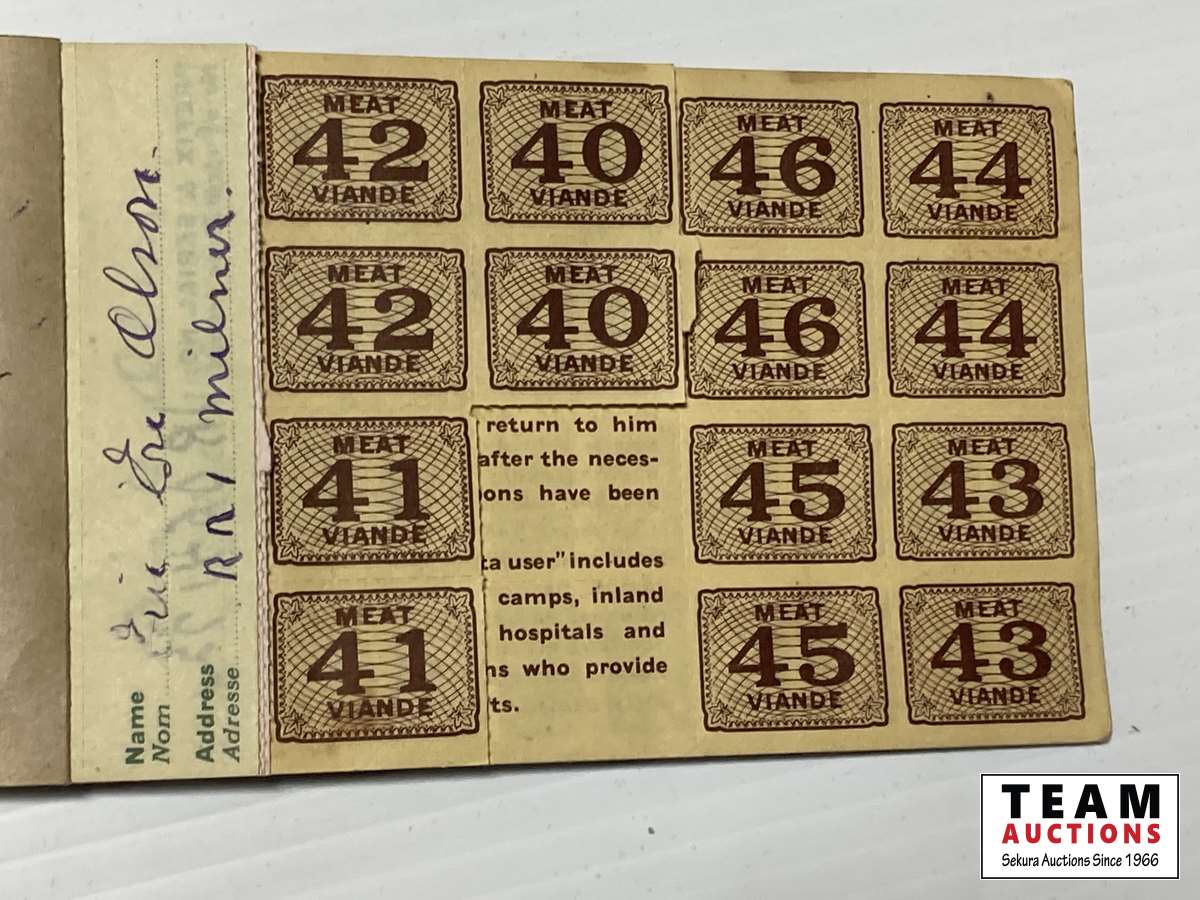 Name
Nom
Olson.
Address
Adresse
R R 1 Milner.
MEAT
42
VIANDE
MEAT
40
VIANDE
MEAT
46
VIANDE
MEAT
44
VIANDE
MEAT
42
VIANDE
MEAT
40
VIANDE
MEAT
46
VIANDE
MEAT
44
VIANDE
MEAT
41
VIANDE
return to him
after the neces-
ons have been
MEAT
45
VIANDE
MEAT
43
VIANDE
MEAT
41
VIANDE
ta user" includes
camps, inland
hospitals and
ns who provide
ts.
MEAT
45
VIANDE
MEAT
43
VIANDE
TEAM
AUCTIONS
Sekura Auctions Since 1966